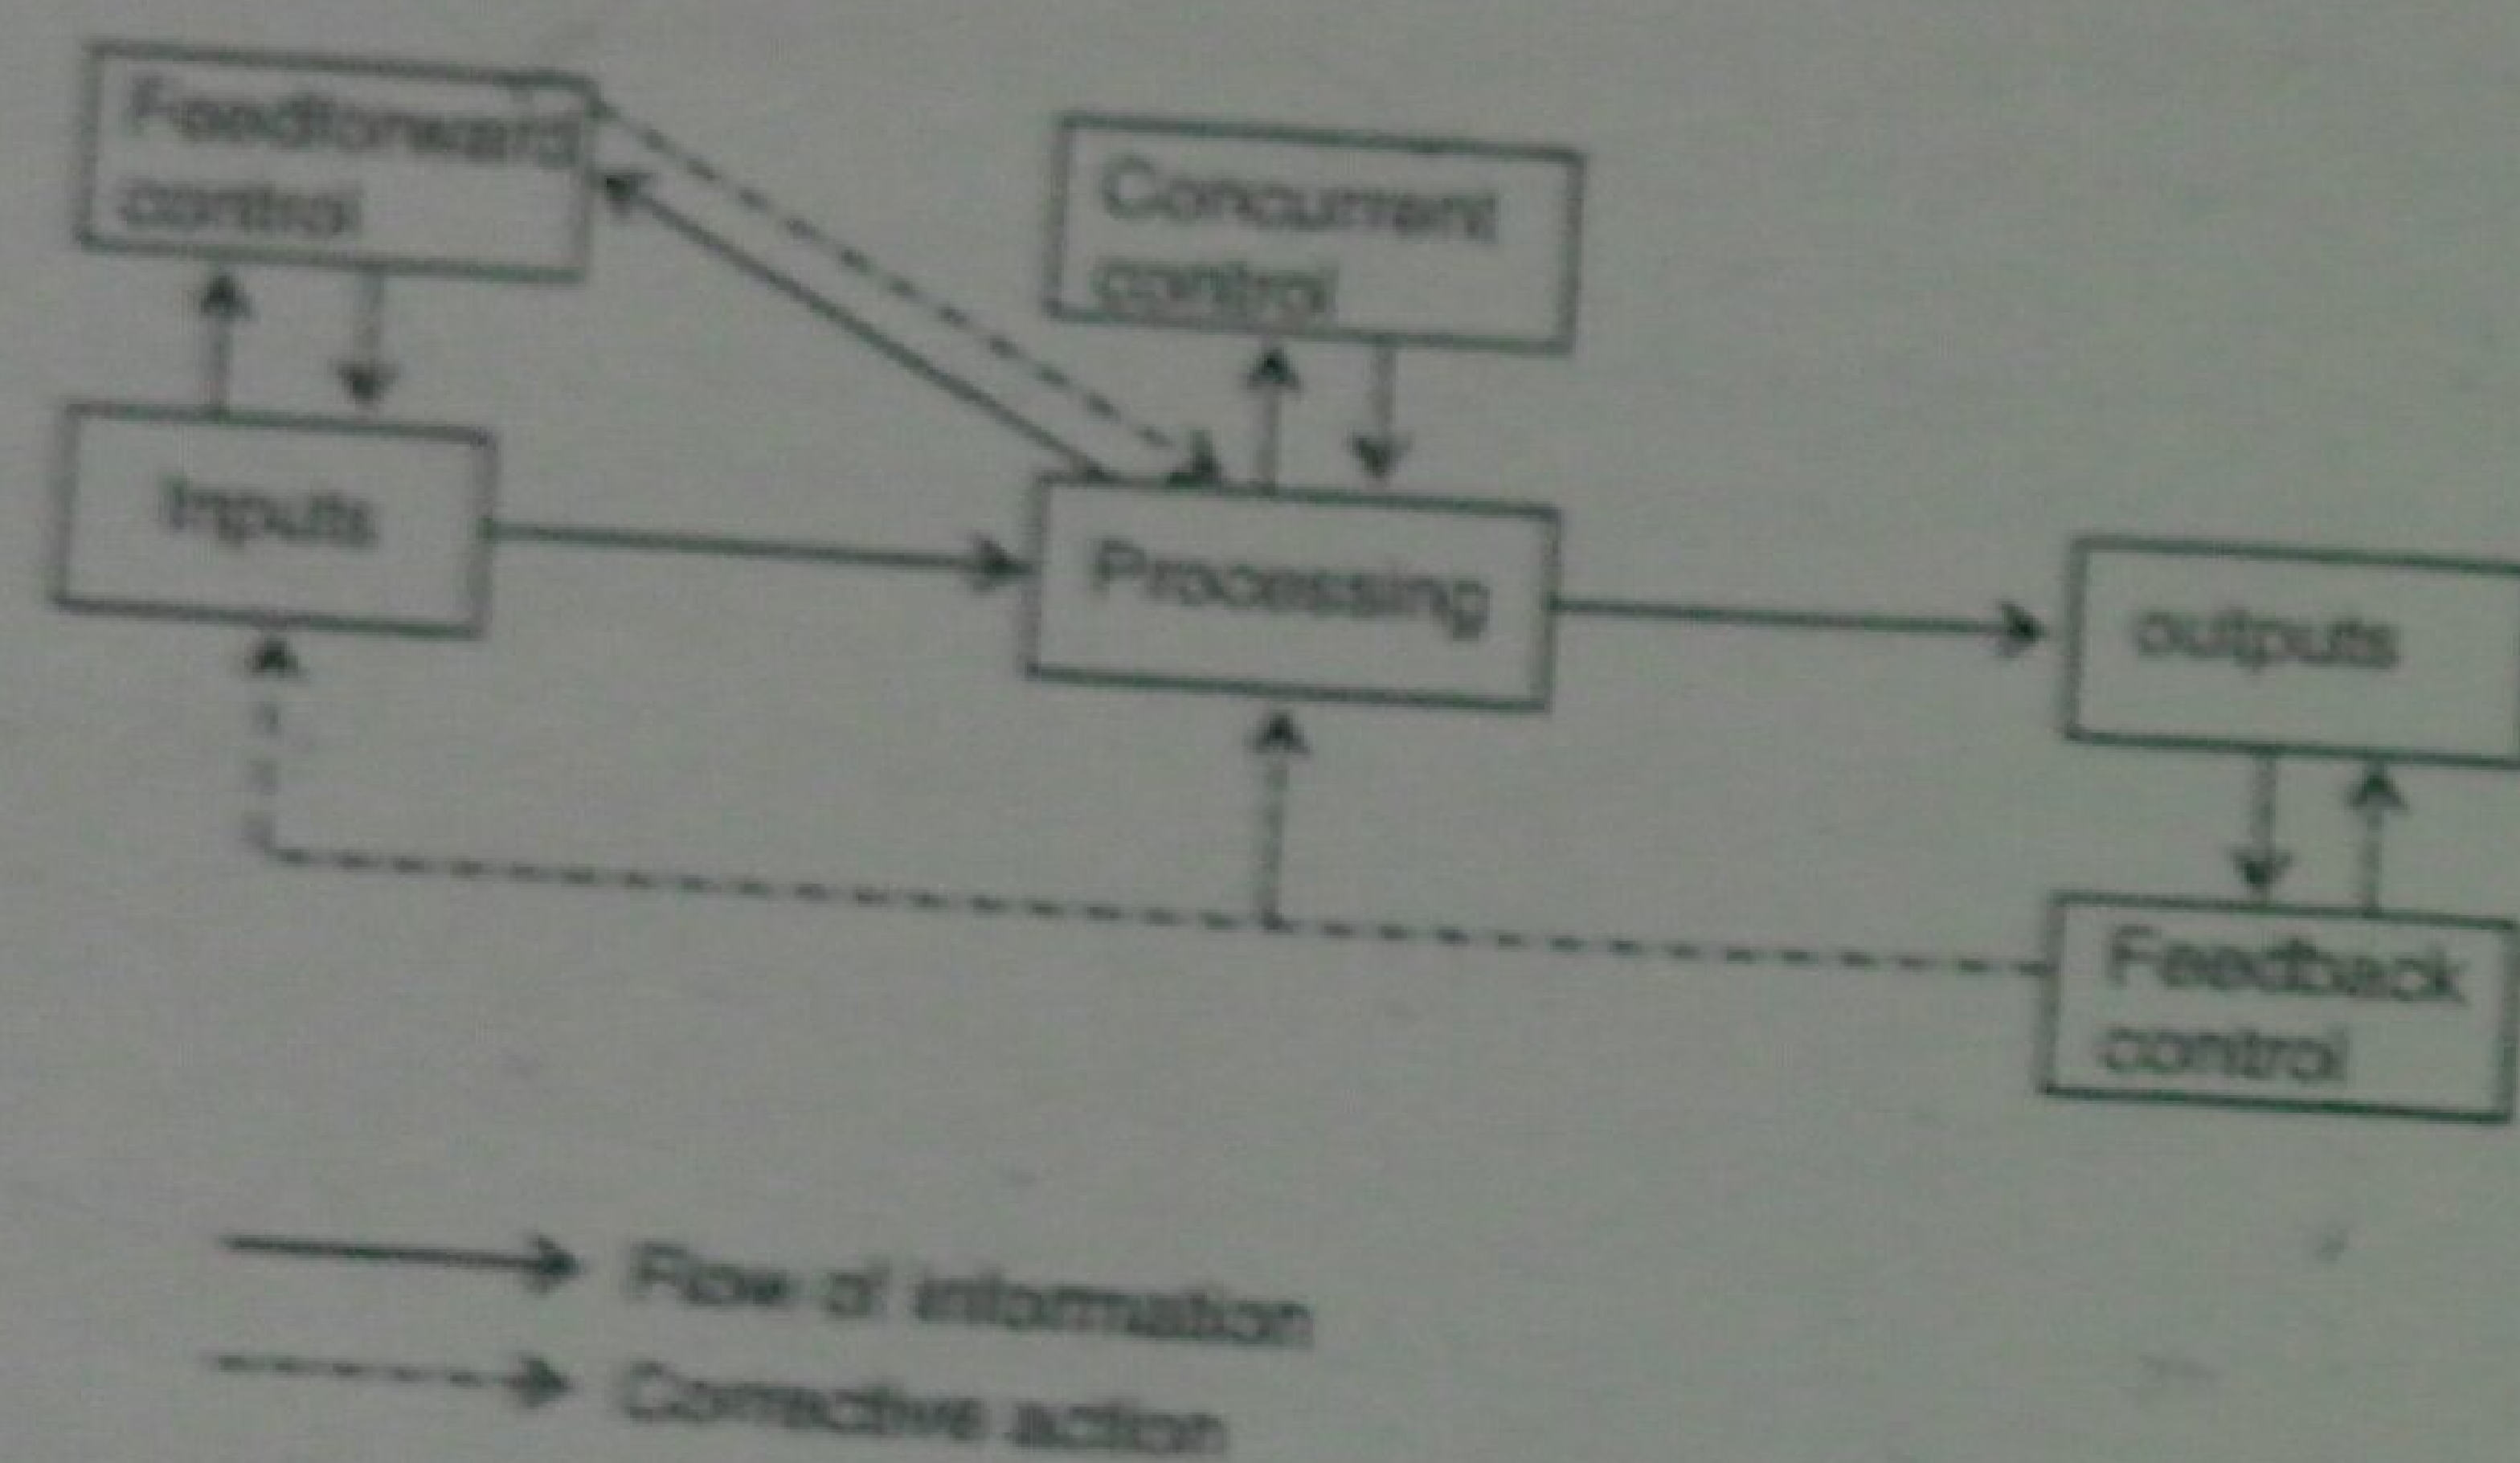 Feedforward
control
Concurrent
control
Inputs
Processing
outputs
Feedback
control
Flow of information
Corrective action